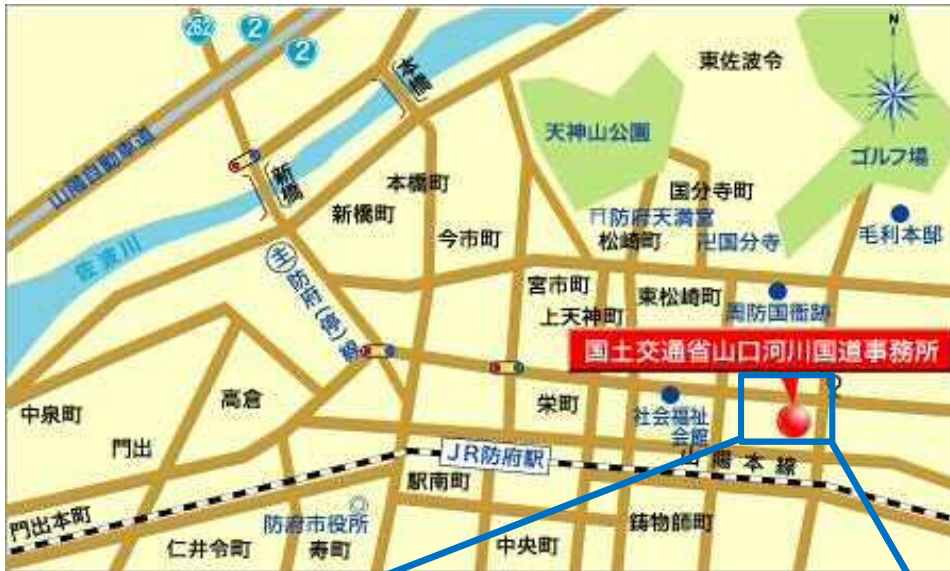 262
2
2
N
東佐波令
本橋
天神山公園
山陽自動車道
ゴルフ場
新橋
本橋町
国分寺町
新橋町
防府天満宮
卍国分寺
毛利本邸
今市町
松崎町
佐波川
主
防府(停)線
宮市町
東松崎町
上天神町
周防国衙跡
国土交通省山口河川国道事務所
中泉町
高倉
栄町
社会福祉
会館
門出
JR防府駅
山陽本線
駅南町
門出本町
防府市役所
鋳物師町
仁井令町
寿町
中央町